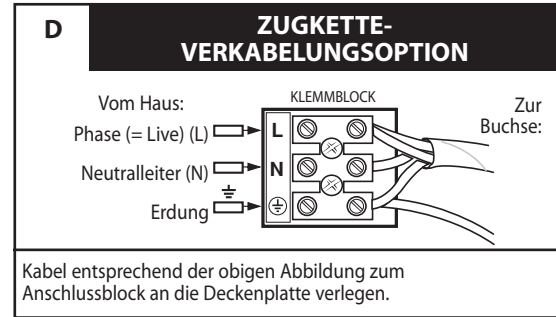 D
ZUGKETTE-
VERKABELUNGSOPTION
Vom Haus:
KLEMMBLOCK
Zur
Buchse:
Phase (= Live) (L)
L
Neutralleiter (N)
N
Erdung
Kabel entsprechend der obigen Abbildung zum
Anschlussblock an die Deckenplatte verlegen.